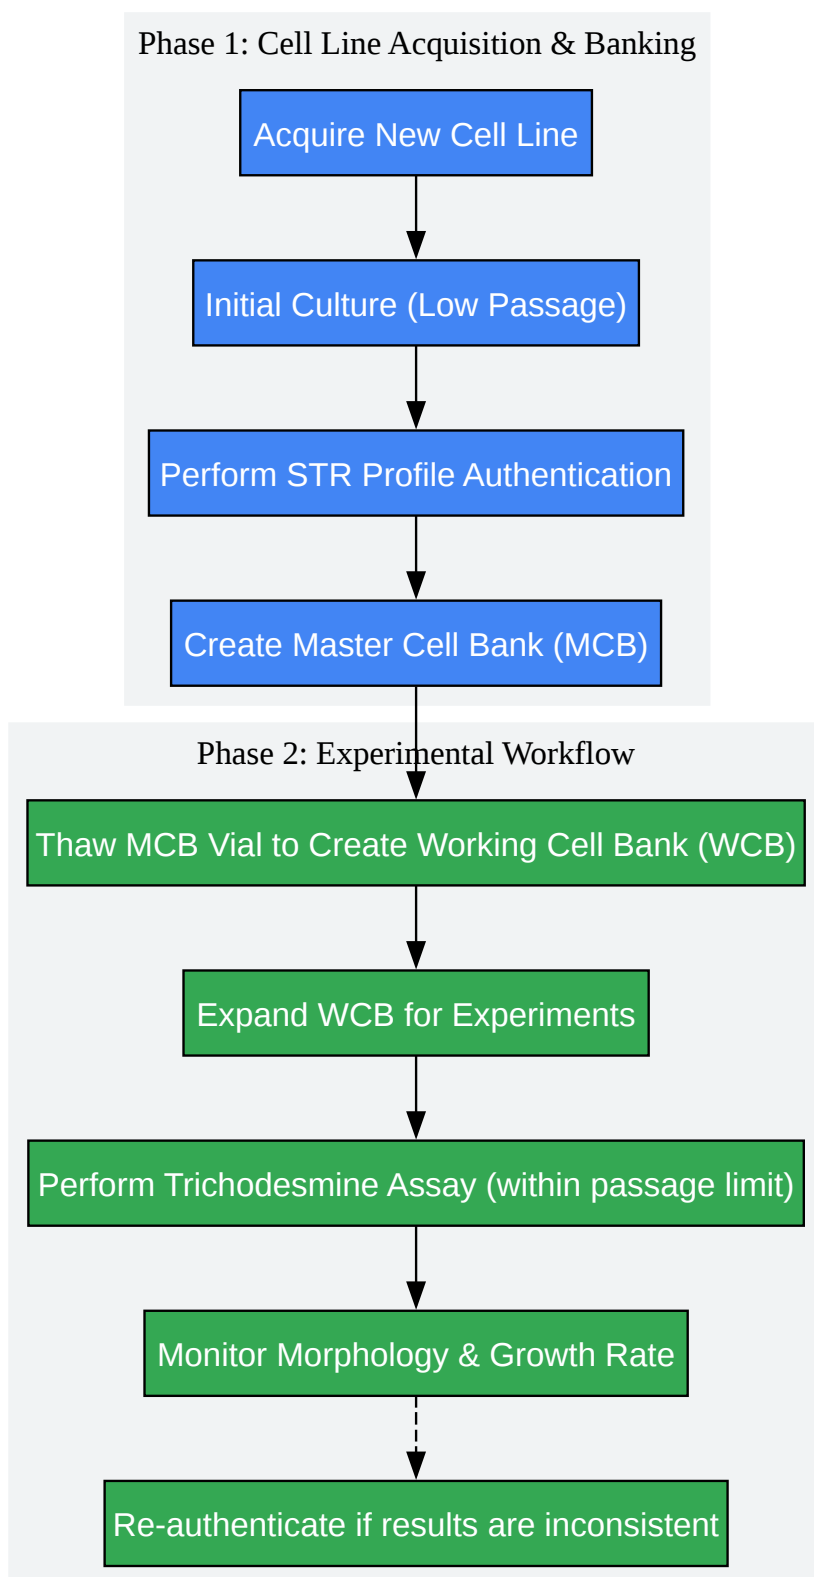 Phase 1: Cell Line Acquisition & Banking
Acquire New Cell Line
Initial Culture (Low Passage)
Perform STR Profile Authentication
Create Master Cell Bank (MCB)
Phase 2: Experimental Workflow
Thaw MCB Vial to Create Working Cell Bank (WCB)
Expand WCB for Experiments
Perform Trichodesmine Assay (within passage limit)
Monitor Morphology & Growth Rate
Re-authenticate if results are inconsistent